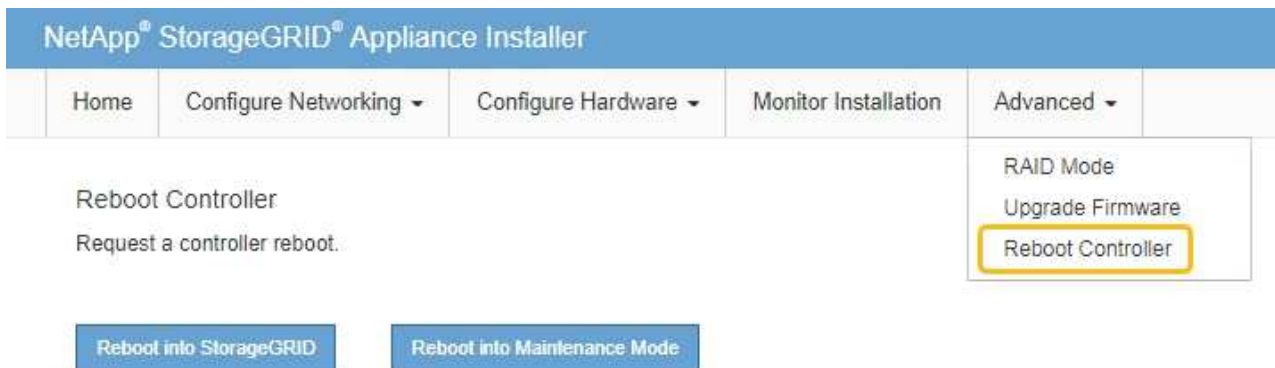 NetApp® StorageGRID® Appliance Installer
Home Configure Networking Configure Hardware Monitor Installation Advanced
RAID Mode
Upgrade Firmware
Reboot Controller
Reboot Controller
Request a controller reboot.
Reboot into StorageGRID Reboot into Maintenance Mode